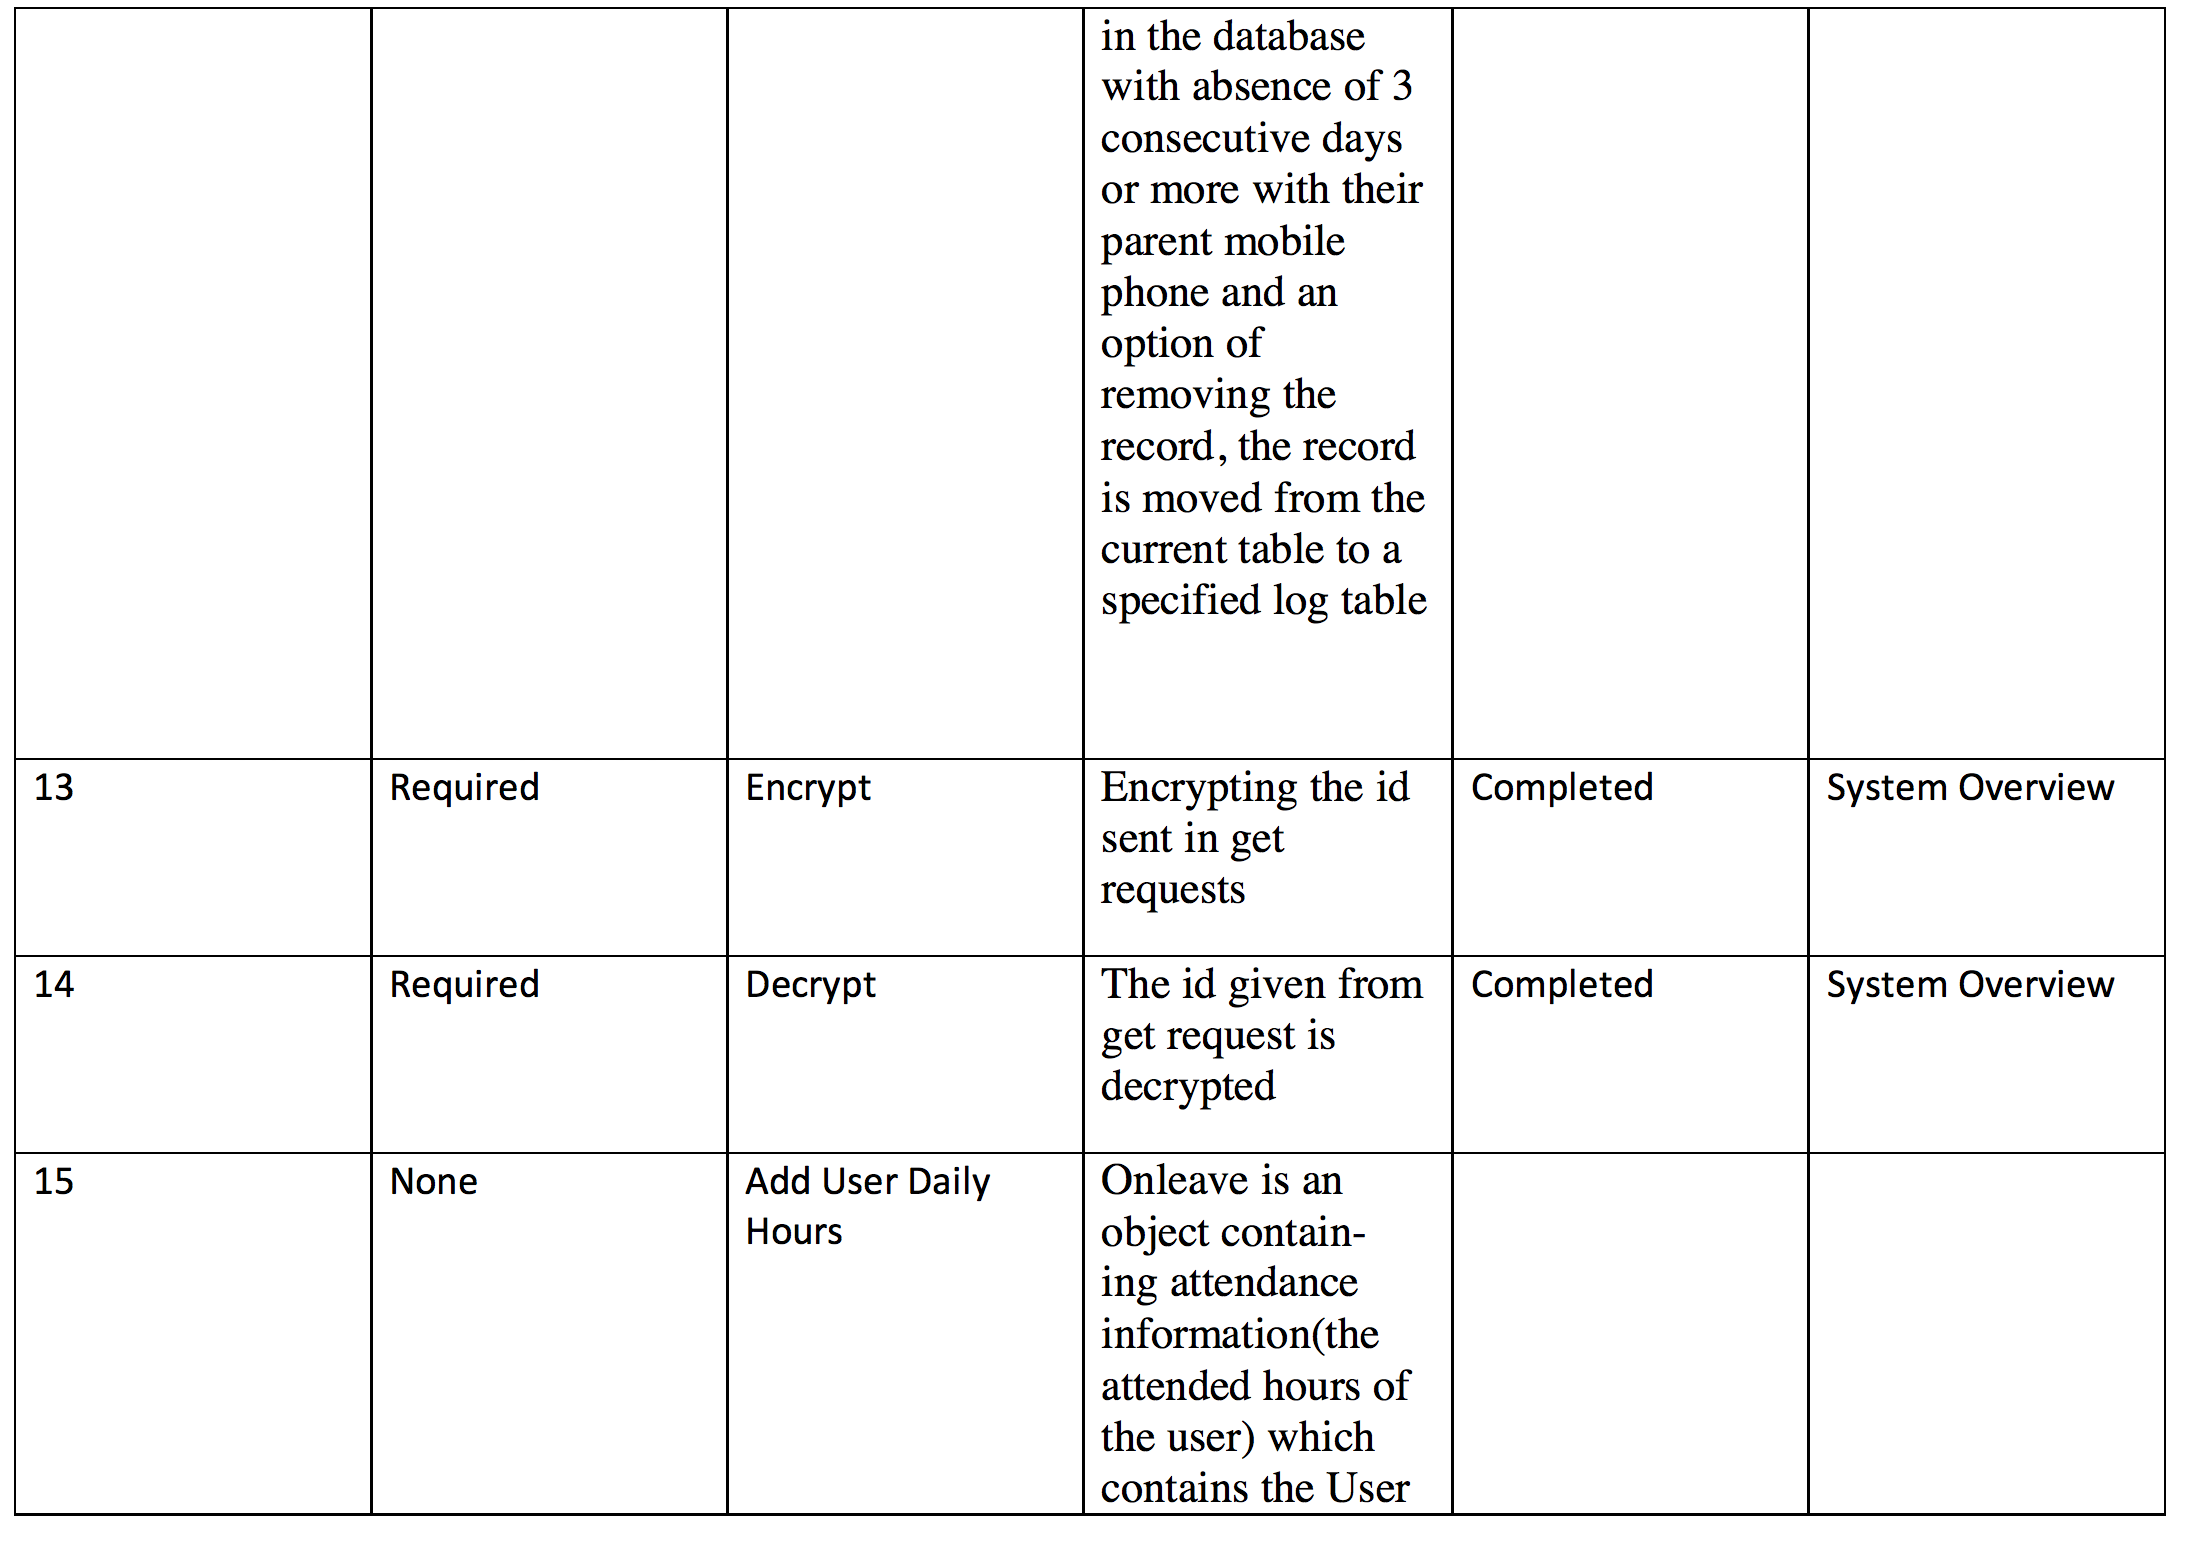 in the database
with absence of 3
consecutive days
or more with their
parent mobile
phone and an
option of
removing the
record, the record
is moved from the
current table to a
specified log table
13 Required Encrypt Encrypting the id Completed System Overview
sent in get
requests
14 Required Decrypt The id given from Completed System Overview
get request is
decrypted
15 None Add User Daily Onleave is an
Hours object contain-
ing attendance
information(the
attended hours of
the user) which
contains the User